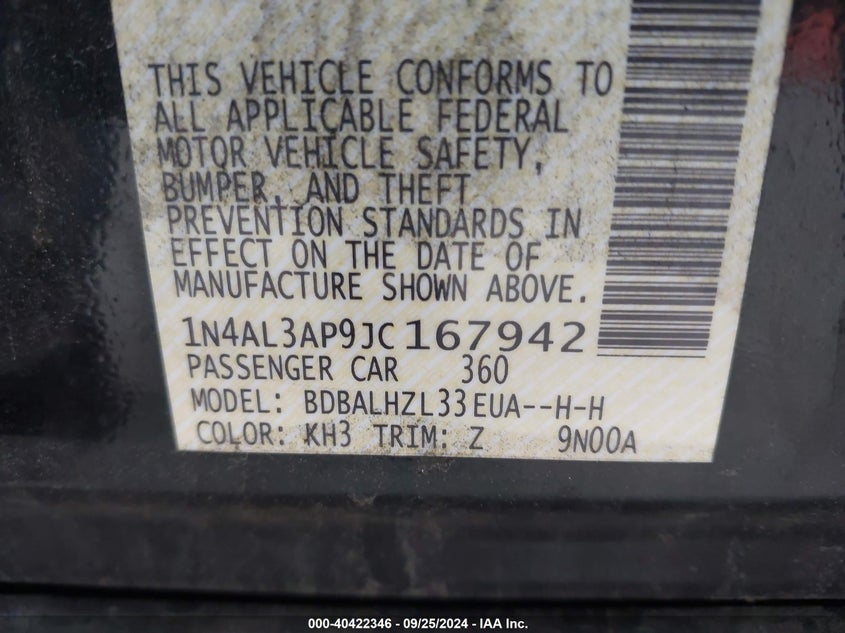 THIS VEHICLE CONFORMS TO
ALL APPLICABLE FEDERAL
MOTOR VEHICLE SAFETY,
BUMPER, AND THEFT
PREVENTION STANDARDS IN
EFFECT ON THE DATE OF
MANUFACTURE SHOWN ABOVE.
1N4AL3AP9JC167942
PASSENGER CAR 360
MODEL: BDBALHZL33EUA--H-H
COLOR: KH3 TRIM: Z 9N00A
000-40422346 - 09/25/2024 - IAA Inc.